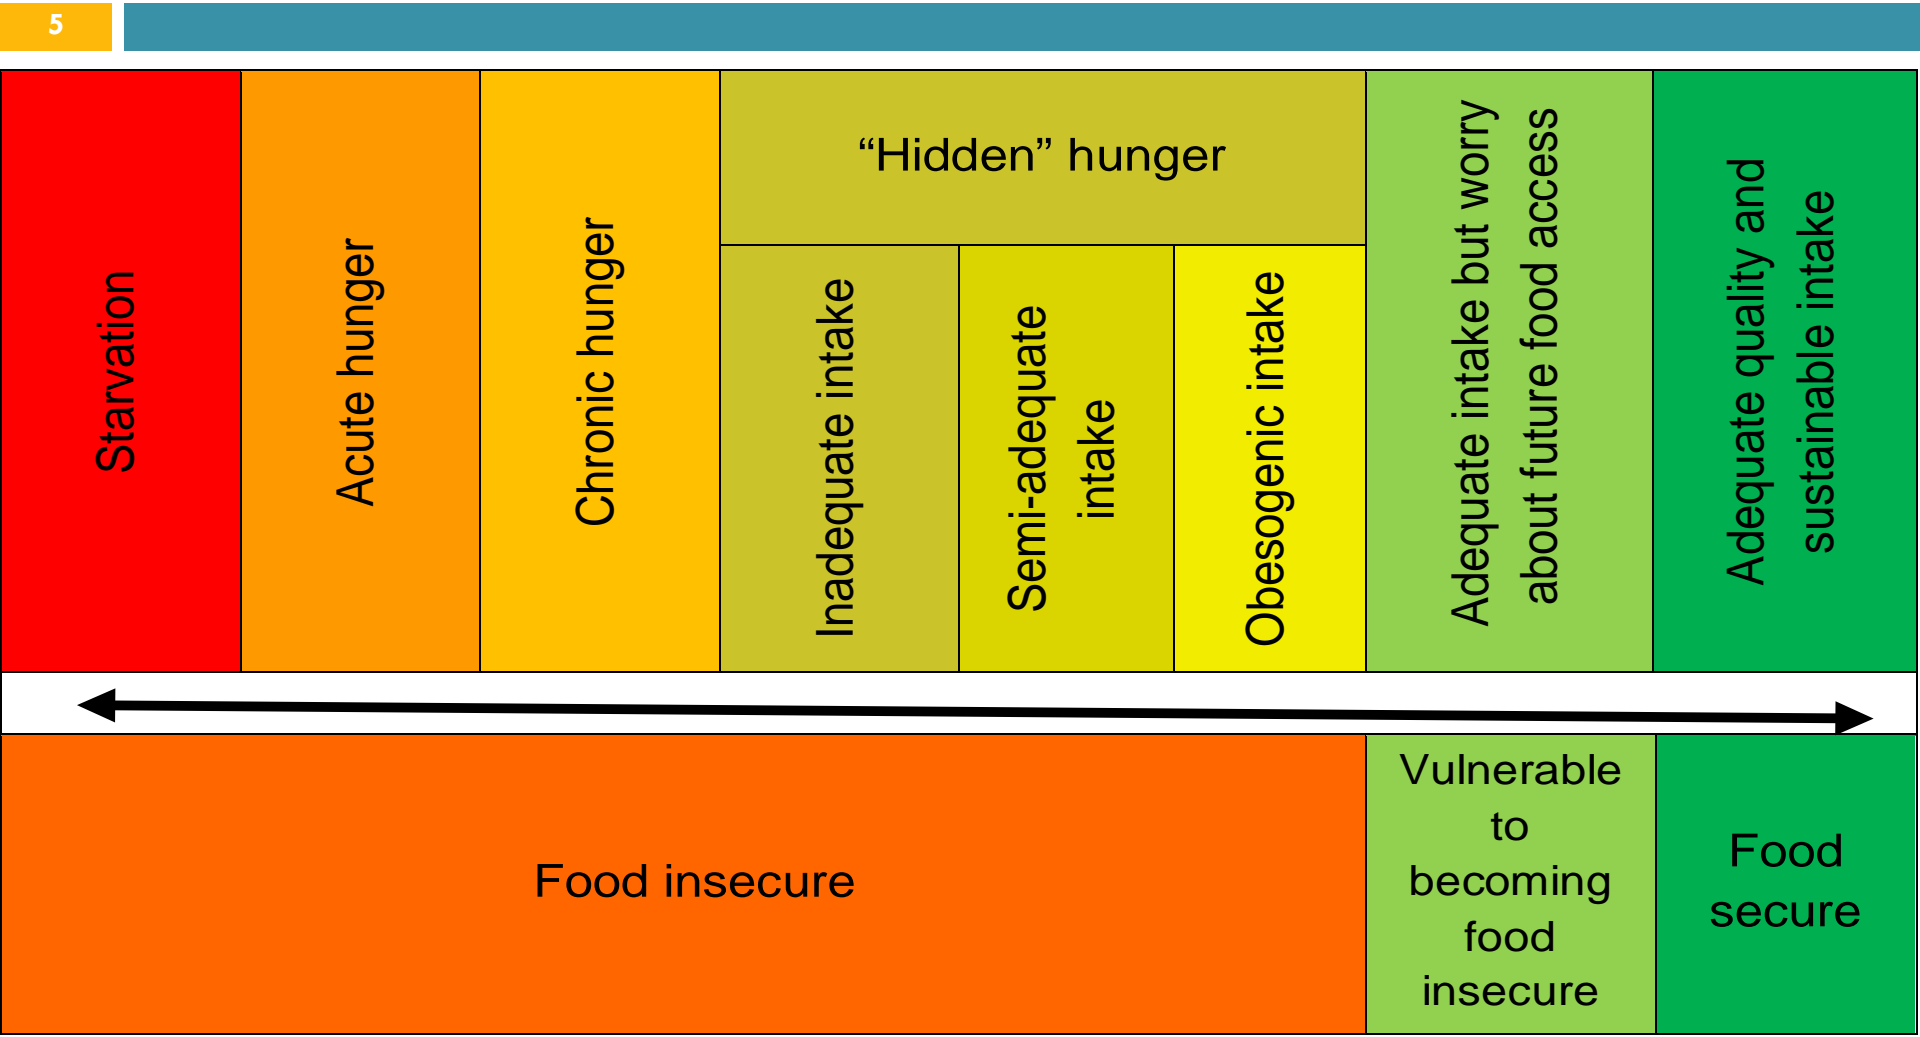 5
Starvation
Acute hunger
Chronic hunger
“Hidden” hunger
Inadequate intake
Semi-adequate
intake
Obesogenic intake
Adequate intake but worry
about future food access
Adequate quality and
sustainable intake
Food insecure
Vulnerable
to
becoming
food
insecure
Food
secure